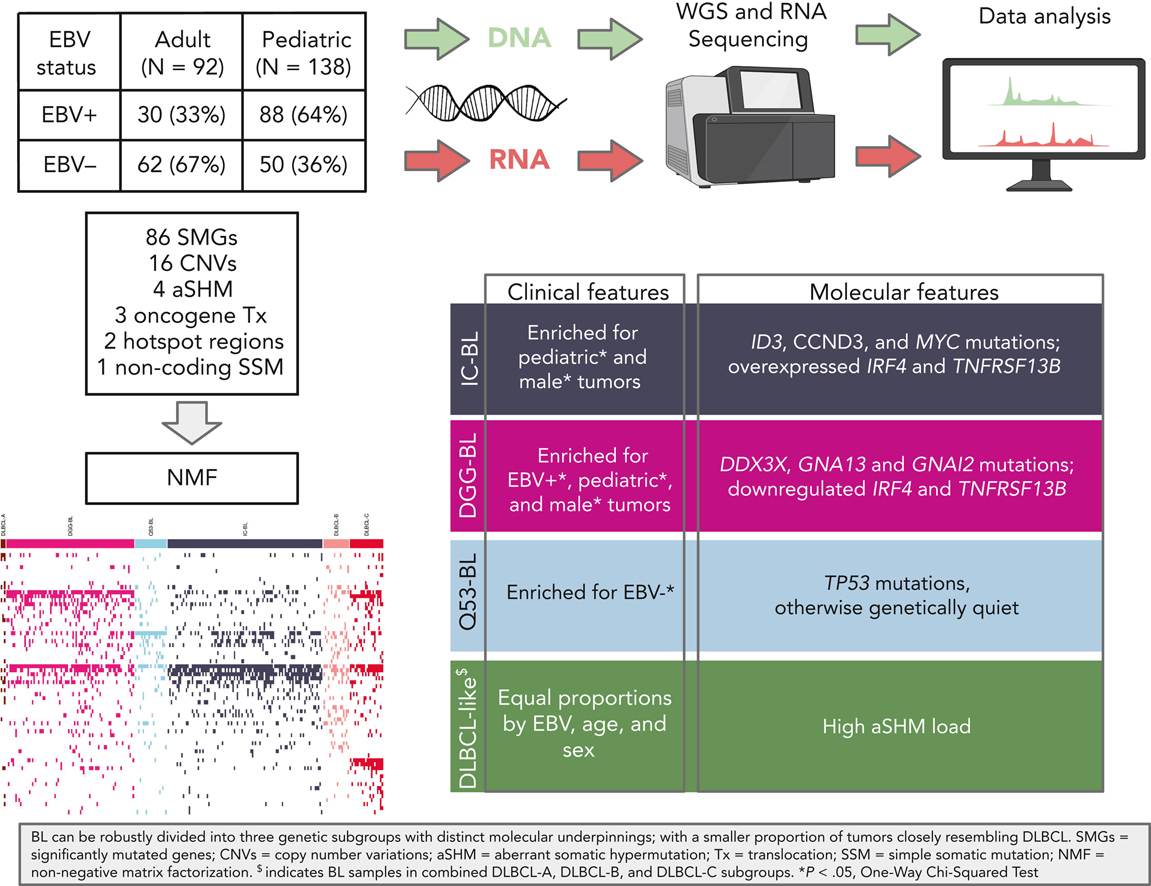 EBV status
Adult (N = 92)
Pediatric (N = 138)
EBV+
30 (33%)
88 (64%)
EBV–
62 (67%)
50 (36%)
DNA
RNA
WGS and RNA
Sequencing
Data analysis
86 SMGs
16 CNVs
4 aSHM
3 oncogene Tx
2 hotspot regions
1 non-coding SSM
NMF
DLBCL-A
DGG-BL
Q53-BL
IC-BL
DLBCL-B
DLBCL-C
Clinical features
Molecular features
IC-BL
Enriched for
pediatric* and
male* tumors
ID3, CCND3, and MYC mutations;
overexpressed IRF4 and TNFRSF13B
DGG-BL
Enriched for
EBV+*, pediatric*,
and male* tumors
DDX3X, GNA13 and GNAI2 mutations;
downregulated IRF4 and TNFRSF13B
Q53-BL
Enriched for EBV-*
TP53 mutations,
otherwise genetically quiet
DLBCL-like$
Equal proportions
by EBV, age, and
sex
High aSHM load
BL can be robustly divided into three genetic subgroups with distinct molecular underpinnings; with a smaller proportion of tumors closely resembling DLBCL. SMGs =
significantly mutated genes; CNVs = copy number variations; aSHM = aberrant somatic hypermutation; Tx = translocation; SSM = simple somatic mutation; NMF =
non-negative matrix factorization. $ indicates BL samples in combined DLBCL-A, DLBCL-B, and DLBCL-C subgroups. *P < .05, One-Way Chi-Squared Test